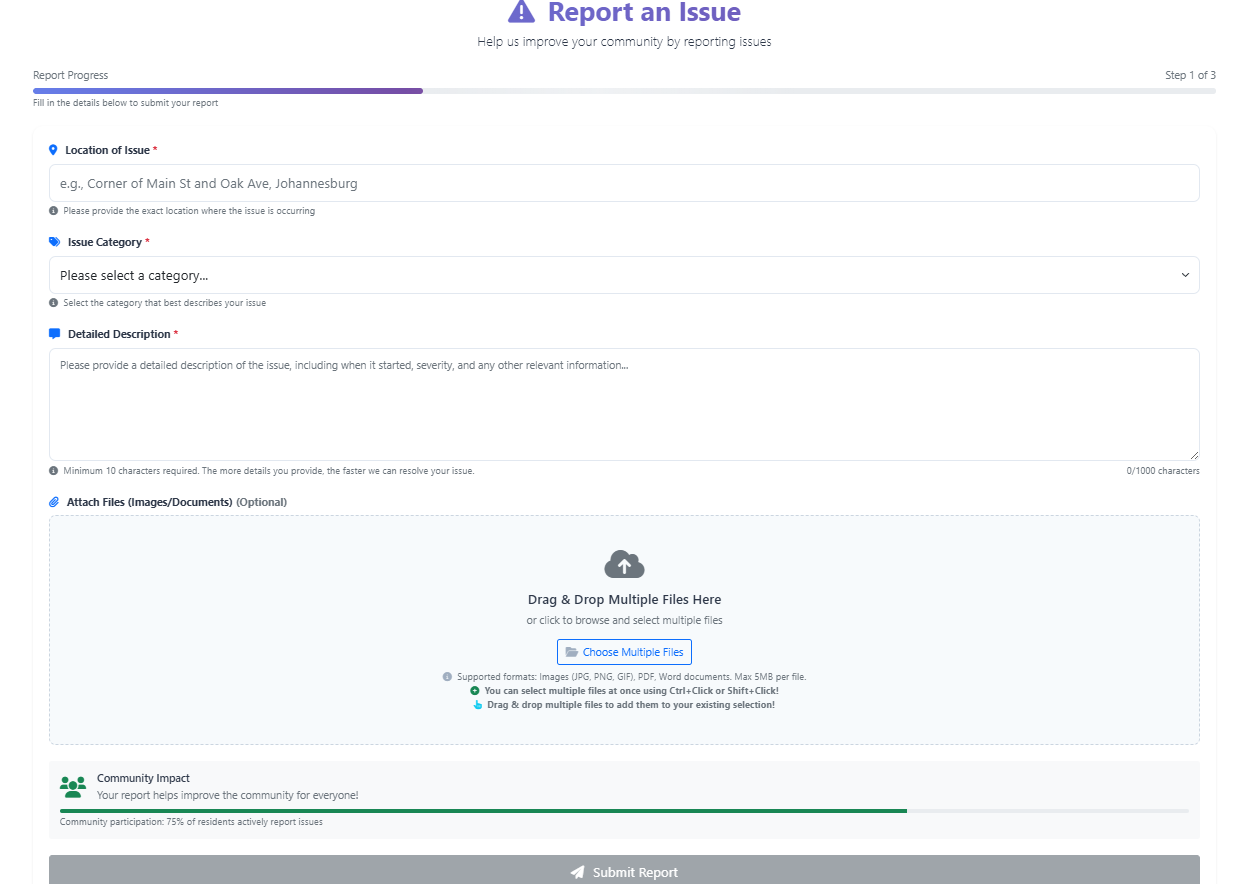 Report an Issue
Help us improve your community by reporting issues
Report Progress
Step 1 of 3
Fill in the details below to submit your report
Location of Issue *
e.g., Corner of Main St and Oak Ave, Johannesburg
Please provide the exact location where the issue is occurring
Issue Category *
Please select a category...
Select the category that best describes your issue
Detailed Description *
Please provide a detailed description of the issue, including when it started, severity, and any other relevant information...
Minimum 10 characters required. The more details you provide, the faster we can resolve your issue.
0/1000 characters
Attach Files (Images/Documents) (Optional)
Drag & Drop Multiple Files Here
or click to browse and select multiple files
Choose Multiple Files
Supported formats: Images (JPG, PNG, GIF), PDF, Word documents. Max 5MB per file.
You can select multiple files at once using Ctrl+Click or Shift+Click!
Drag & drop multiple files to add them to your existing selection!
Community Impact
Your report helps improve the community for everyone!
Community participation: 75% of residents actively report issues
Submit Report